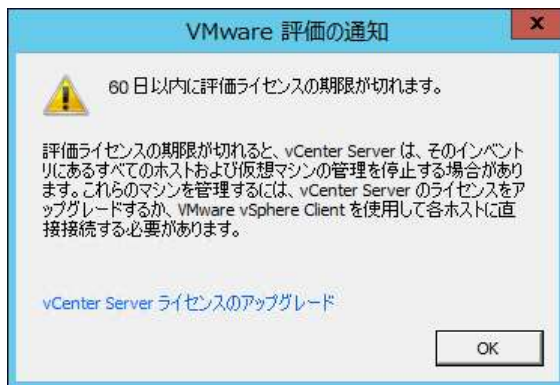 VMware 評価の通知
x
60 日以内に評価ライセンスの期限が切れます。
評価ライセンスの期限が切れると、vCenter Server は、そのインベント
リにあるすべてのホストおよび仮想マシンの管理を停止する場合があり
ます。これらのマシンを管理するには、vCenter Server のライセンスをア
ップグレードするか、VMware vSphere Client を使用して各ホストに直
接接続する必要があります。
vCenter Server ライセンスのアップグレード
OK